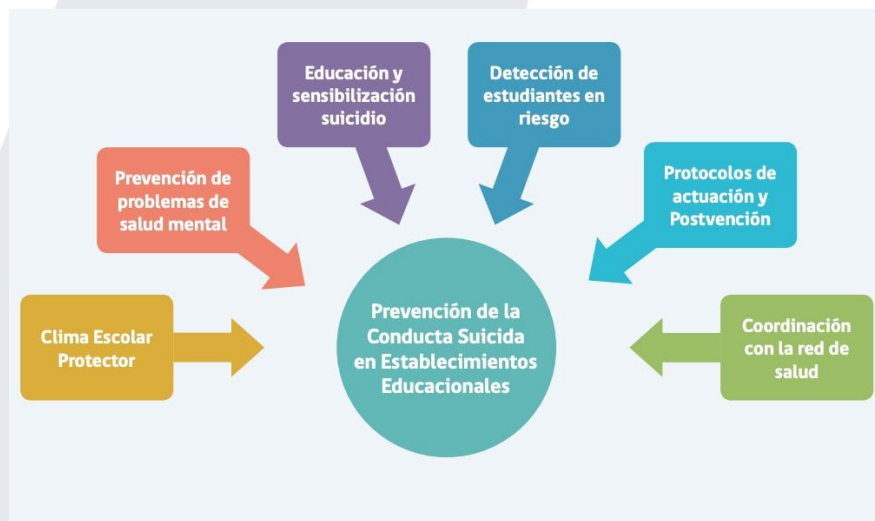 Educación y
sensibilización
suicidio
Detección de
estudiantes en
riesgo
Prevención de
problemas de
salud mental
Protocolos de
actuación y
Postvención
Clima Escolar
Protector
Prevención de la
Conducta Suicida
en Establecimientos
Educacionales
Coordinación
con la red de
salud